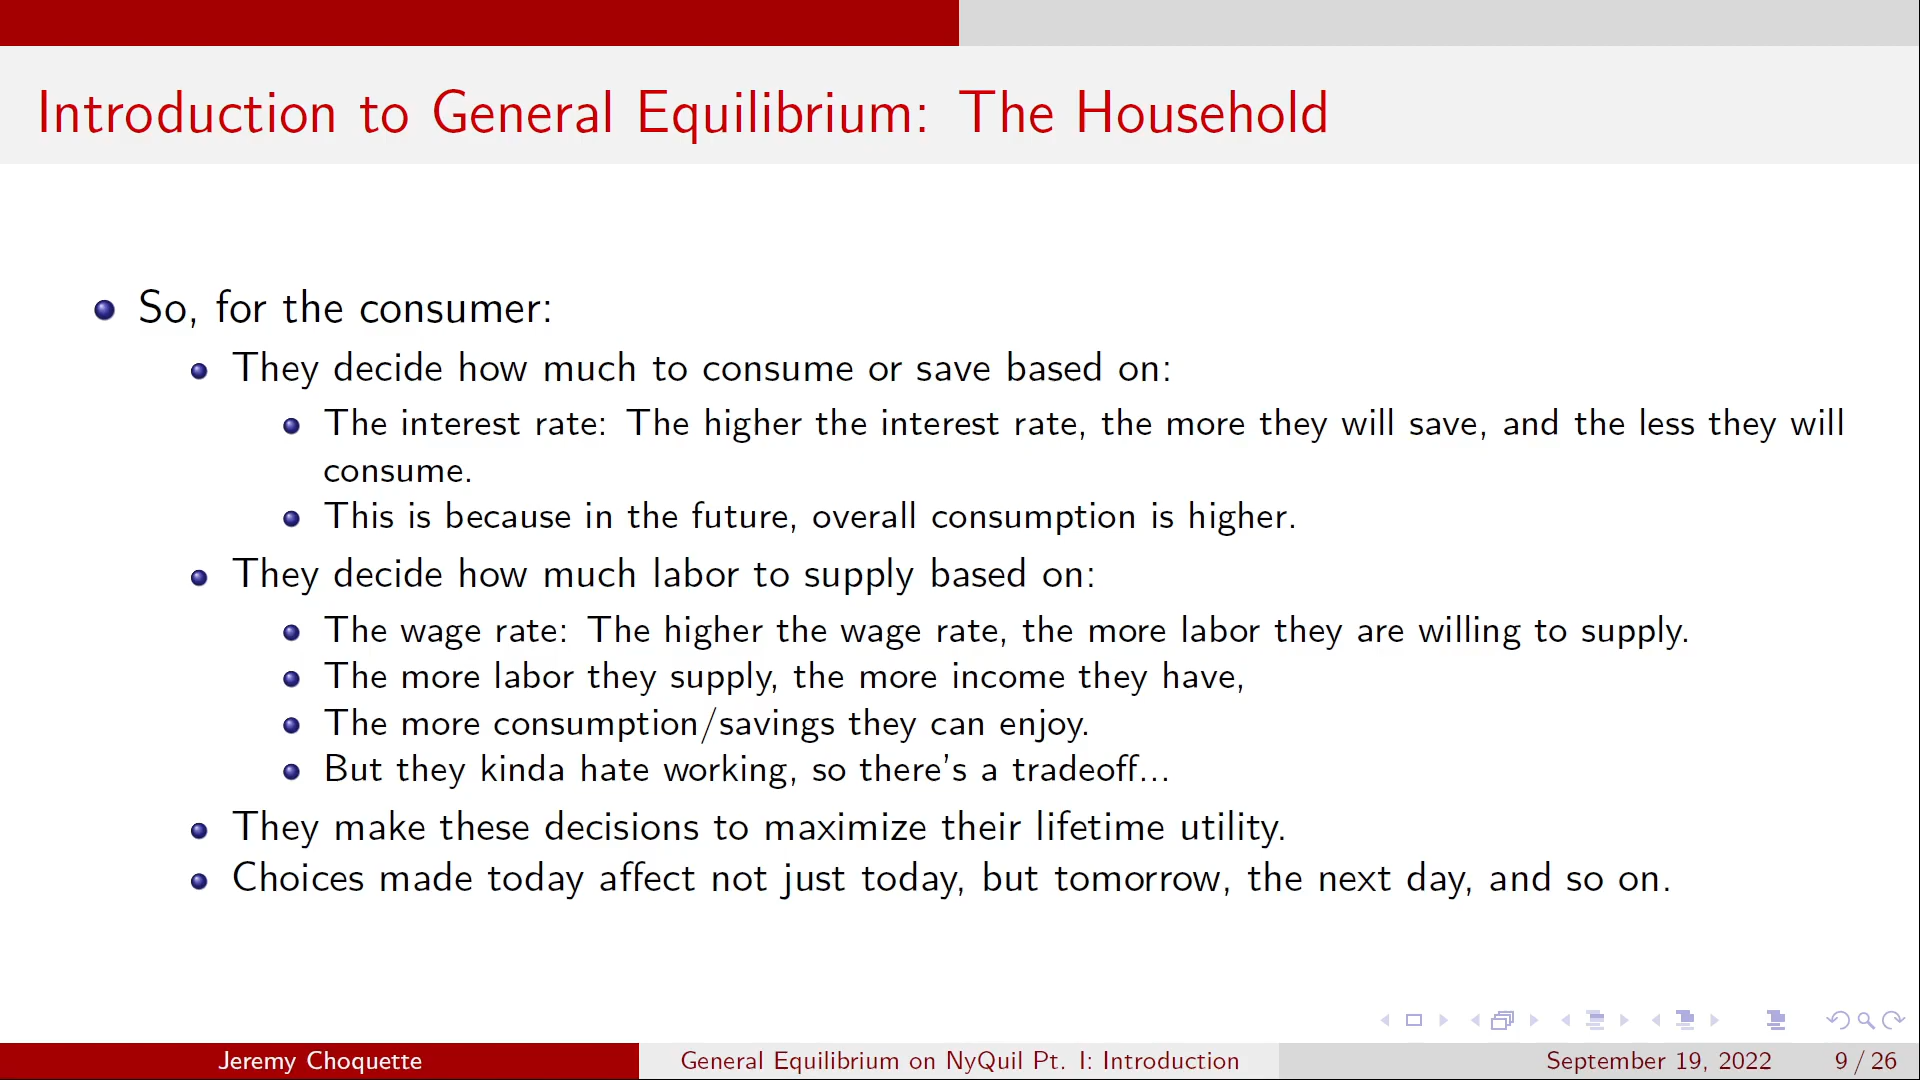 Introduction to General Equilibrium: The Household
So, for the consumer:
They decide how much to consume or save based on:
The interest rate: The higher the interest rate, the more they will save, and the less they will
consume.
This is because in the future, overall consumption is higher.
They decide how much labor to supply based on:
The wage rate: The higher the wage rate, the more labor they are willing to supply.
The more labor they supply, the more income they have,
The more consumption/savings they can enjoy.
But they kinda hate working, so there's a tradeoff...
They make these decisions to maximize their lifetime utility.
Choices made today affect not just today, but tomorrow, the next day, and so on.
Jeremy Choquette
General Equilibrium on NyQuil Pt. I: Introduction
September 19, 2022
9 / 26